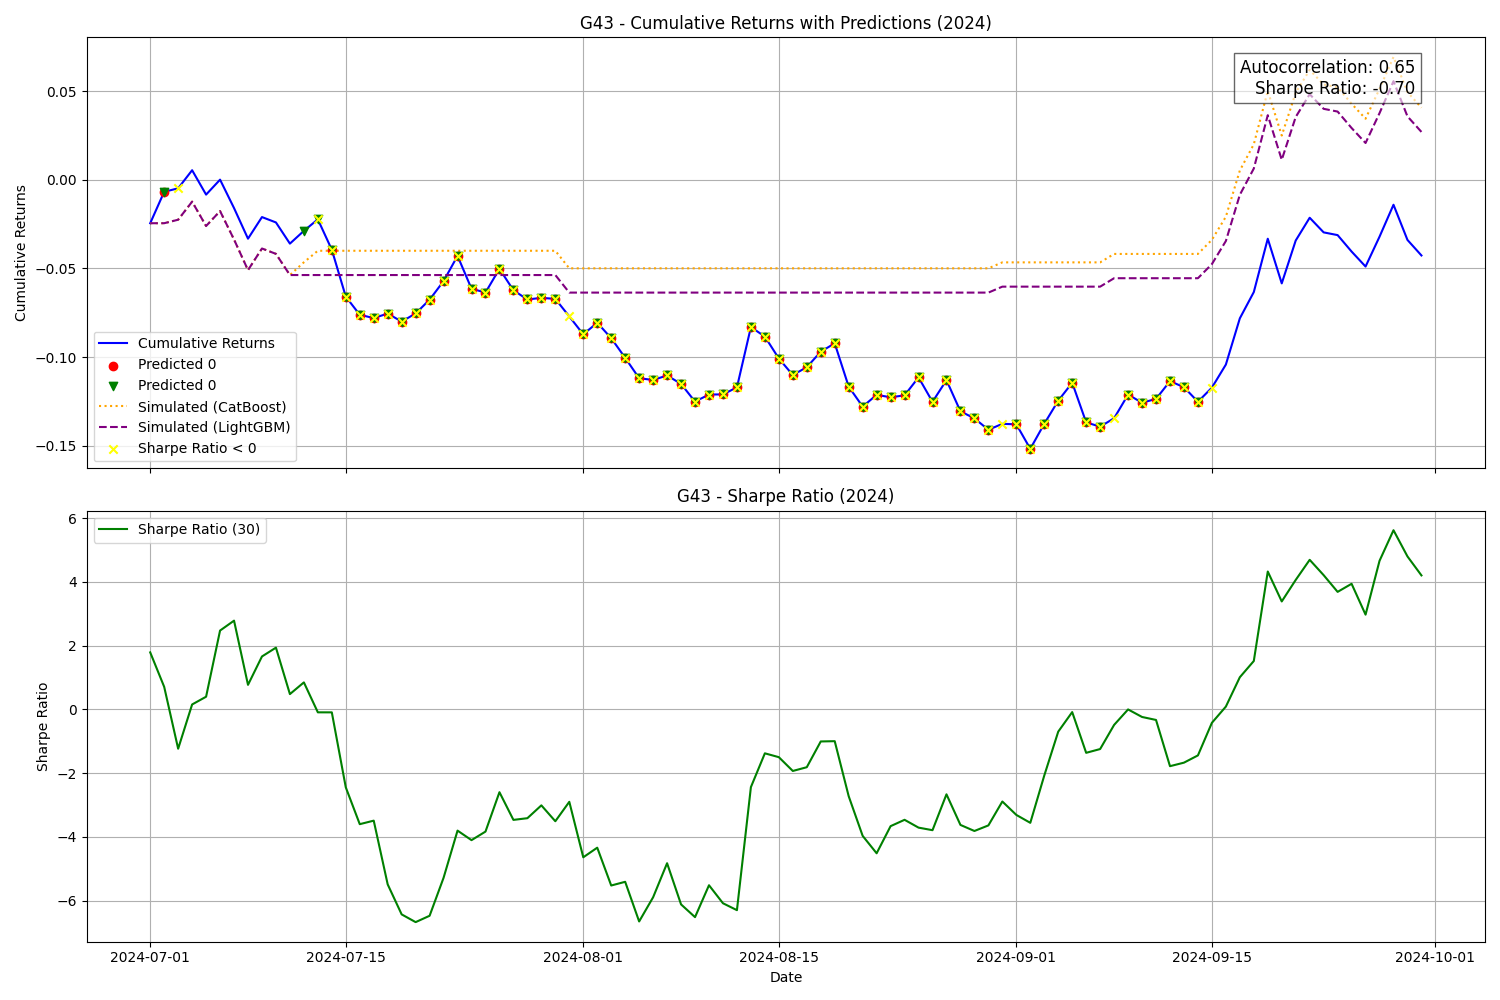 G43 - Cumulative Returns with Predictions (2024)
Cumulative Returns
0.05
0.00
−0.05
−0.10
−0.15
Autocorrelation: 0.65
Sharpe Ratio: -0.70
Cumulative Returns
Predicted 0
Predicted 0
Simulated (CatBoost)
Simulated (LightGBM)
Sharpe Ratio < 0
G43 - Sharpe Ratio (2024)
Sharpe Ratio
6
4
2
0
−2
−4
−6
Sharpe Ratio (30)
2024-07-01
2024-07-15
2024-08-01
2024-08-15
2024-09-01
2024-09-15
2024-10-01
Date